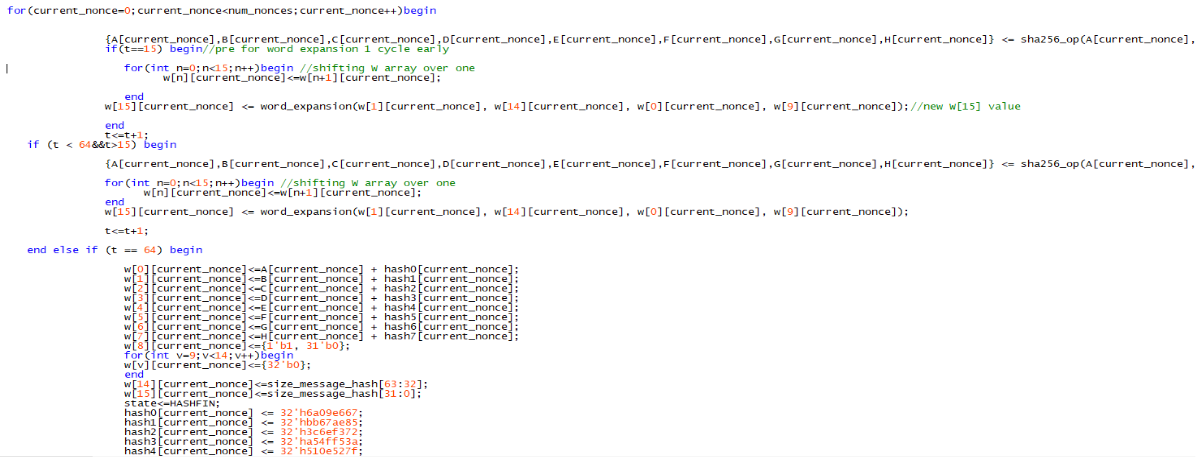 for(current_nonce=0;current_nonce<num_nonces;current_nonce++)begin
{A[current_nonce],B[current_nonce],C[current_nonce],D[current_nonce],E[current_nonce],F[current_nonce],G[current_nonce],H[current_nonce]} <= sha256_op(A[current_nonce],
if(t==15) begin//pre for word expansion 1 cycle early
for(int n=0;n<15;n++)begin //shifting W array over one
w[n][current_nonce]<=w[n+1][current_nonce];
end
w[15][current_nonce] <= word_expansion(w[1][current_nonce], w[14][current_nonce], w[0][current_nonce], w[9][current_nonce]);//new W[15] value
end
t<=t+1;
if (t < 64&&t>15) begin
{A[current_nonce],B[current_nonce],C[current_nonce],D[current_nonce],E[current_nonce],F[current_nonce],G[current_nonce],H[current_nonce]} <= sha256_op(A[current_nonce],
for(int n=0;n<15;n++)begin //shifting W array over one
w[n][current_nonce]<=w[n+1][current_nonce];
end
w[15][current_nonce] <= word_expansion(w[1][current_nonce], w[14][current_nonce], w[0][current_nonce], w[9][current_nonce]);
t<=t+1;
end else if (t == 64) begin
w[0][current_nonce]<=A[current_nonce] + hash0[current_nonce];
w[1][current_nonce]<=B[current_nonce] + hash1[current_nonce];
w[2][current_nonce]<=C[current_nonce] + hash2[current_nonce];
w[3][current_nonce]<=D[current_nonce] + hash3[current_nonce];
w[4][current_nonce]<=E[current_nonce] + hash4[current_nonce];
w[5][current_nonce]<=F[current_nonce] + hash5[current_nonce];
w[6][current_nonce]<=G[current_nonce] + hash6[current_nonce];
w[7][current_nonce]<=H[current_nonce] + hash7[current_nonce];
w[8][current_nonce]<={1'b1, 31'b0};
for(int v=9;v<14;v++)begin
w[v][current_nonce]<={32'b0};
end
w[14][current_nonce]<=size_message_hash[63:32];
w[15][current_nonce]<=size_message_hash[31:0];
state<=HASHFIN;
hash0[current_nonce] <= 32'h6a09e667;
hash1[current_nonce] <= 32'hbb67ae85;
hash2[current_nonce] <= 32'h3c6ef372;
hash3[current_nonce] <= 32'ha54ff53a;
hash4[current_nonce] <= 32'h510e527f;